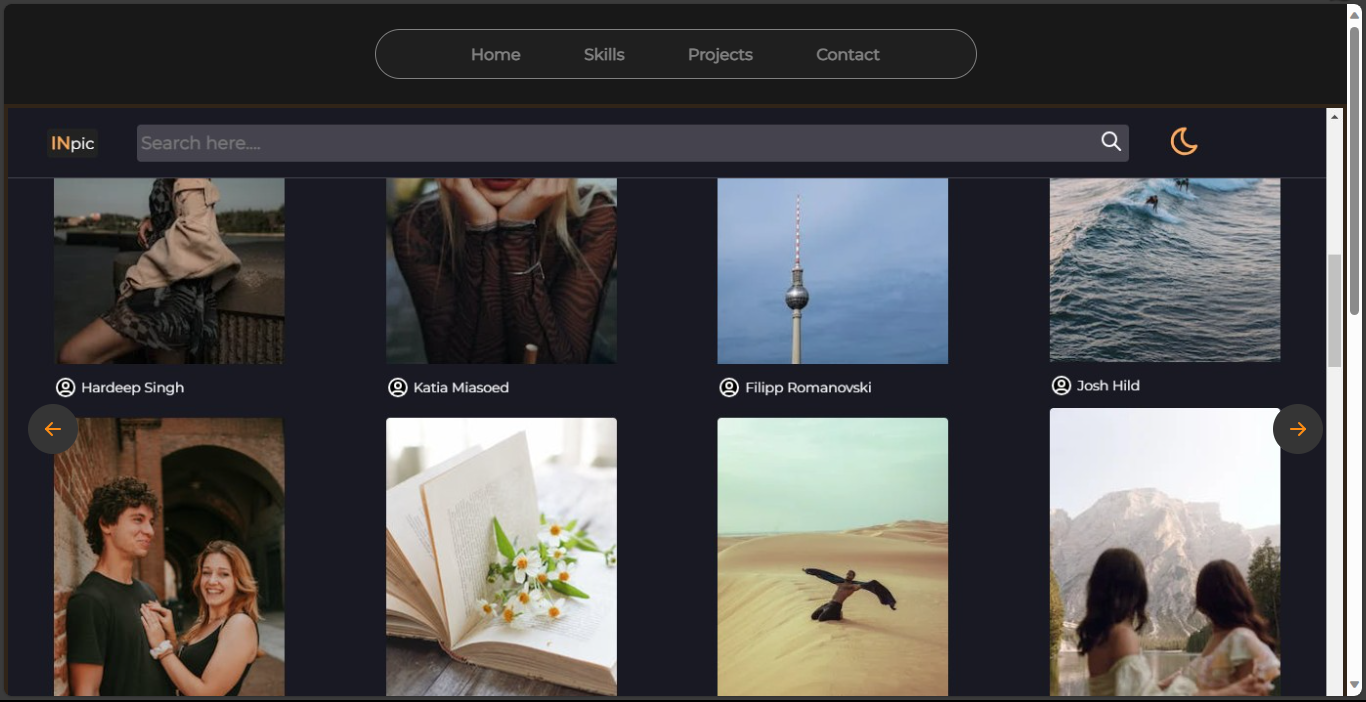 Home Skills Projects Contact
INpic Search here....
Hardeep Singh Katia Miasoed Filipp Romanovski Josh Hild